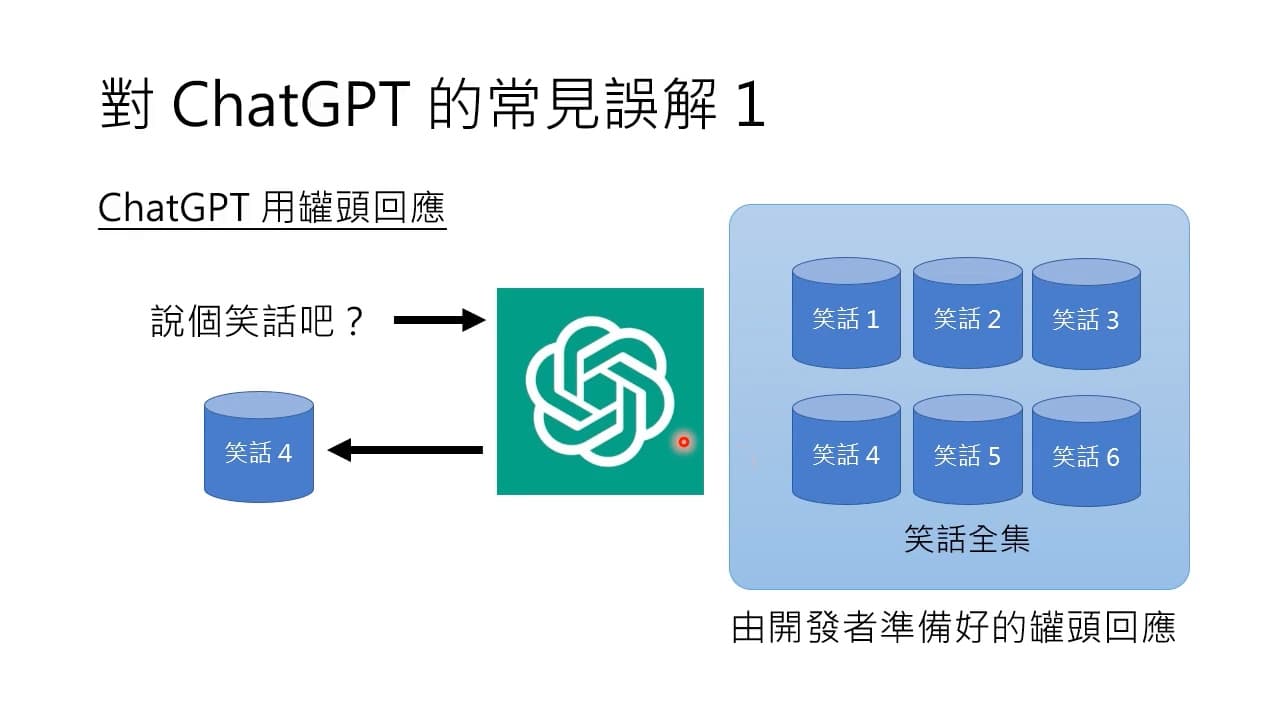 對 ChatGPT 的常見誤解 1
ChatGPT 用罐頭回應
說個笑話吧？
笑話 4
笑話 1
笑話 2
笑話 3
笑話 4
笑話 5
笑話 6
笑話全集
由開發者準備好的罐頭回應